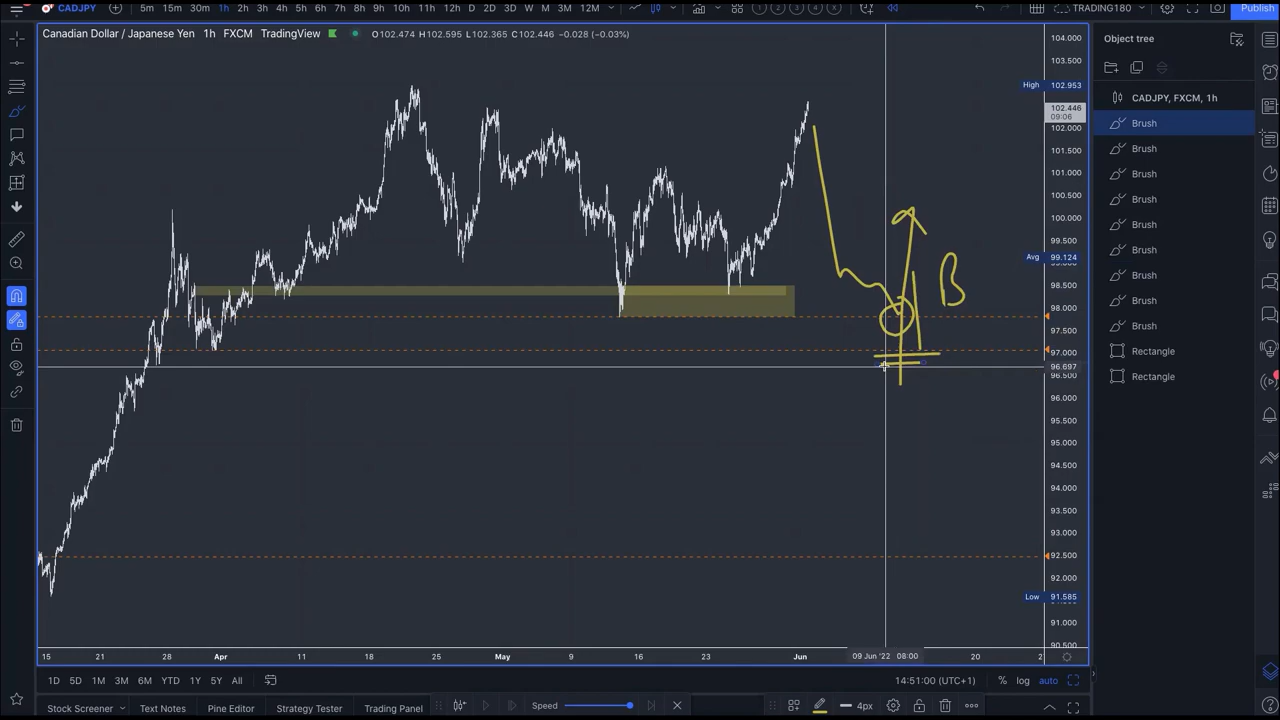 CADJPY 5m 15m 30m 1h 2h 3h 4h 5h 6h 7h 8h 9h 12h D 2D 3D W M 3M 12M TRADING180 Publish
Canadian Dollar / Japanese Yen 1h FXCM TradingView O102.474 H102.595 L102.365 C102.446 −0.028 (−0.03%)
Object tree
CADJPY, FXCM, 1h
Brush
Brush
Brush
Brush
Brush
Brush
Brush
Brush
Brush
Rectangle
Rectangle
104.000
103.500
High 102.953
102.446
09:06
102.000
101.500
101.000
100.500
100.000
99.500
Avg 99.124
98.500
98.000
97.500
97.000
96.697
96.500
96.000
95.500
95.000
94.500
94.000
93.500
93.000
92.500
92.000
Low 91.585
91.000
90.500
B
15 21 28 Apr 11 18 25 May 9 16 23 Jun 09 Jun '22 08:00 20 2
1D 5D 1M 3M 6M YTD 1Y 5Y All 14:51:00 (UTC+1) % log auto
Stock Screener Text Notes Pine Editor Strategy Tester Trading Panel Speed 4px